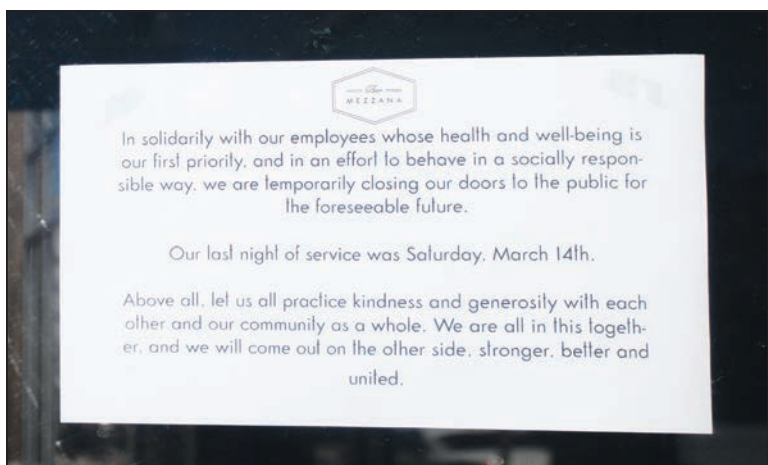 MEZZANA
In solidarity with our employees whose health and well-being is
our first priority, and in an effort to behave in a socially respon-
sible way, we are temporarily closing our doors to the public for
the foreseeable future.
Our last night of service was Saturday, March 14th.
Above all, let us all practice kindness and generosity with each
other and our community as a whole. We are all in this togeth-
er, and we will come out on the other side, stronger, better and
united.